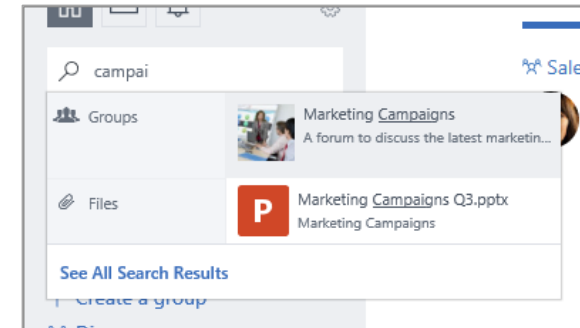 campai
Sale
Groups
Marketing Campaigns
A forum to discuss the latest marketin...
Files
P
Marketing Campaigns Q3.pptx
Marketing Campaigns
See All Search Results
Create a group